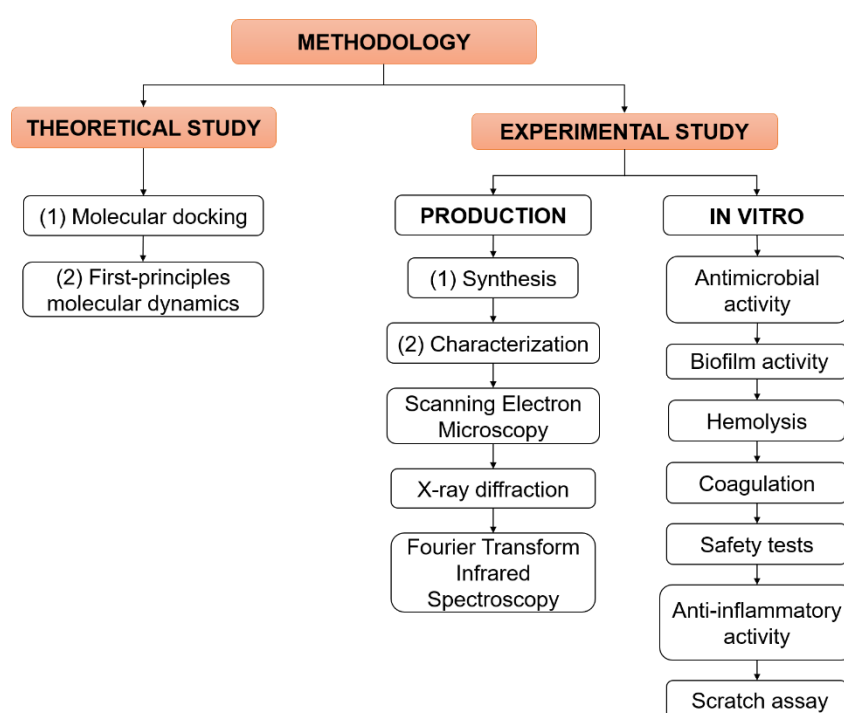 METHODOLOGY
THEORETICAL STUDY
(1) Molecular docking
(2) First-principles
molecular dynamics
EXPERIMENTAL STUDY
PRODUCTION
(1) Synthesis
(2) Characterization
Scanning Electron
Microscopy
X-ray diffraction
Fourier Transform
Infrared
Spectroscopy
IN VITRO
Antimicrobial
activity
Biofilm activity
Hemolysis
Coagulation
Safety tests
Anti-inflammatory
activity
Scratch assay